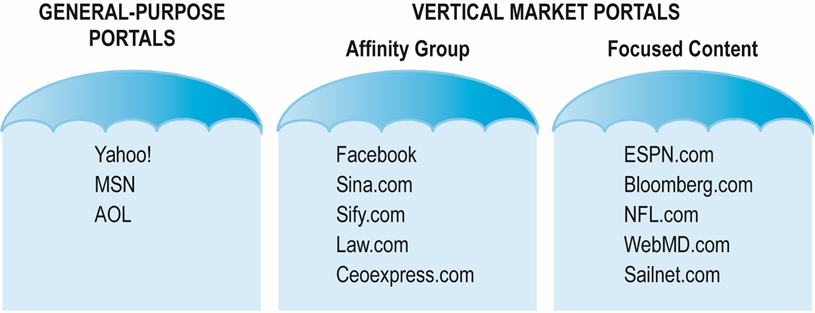 GENERAL-PURPOSE
PORTALS
Yahoo!
MSN
AOL
VERTICAL MARKET PORTALS
Affinity Group
Facebook
Sina.com
Sify.com
Law.com
Ceoexpress.com
Focused Content
ESPN.com
Bloomberg.com
NFL.com
WebMD.com
Sailnet.com